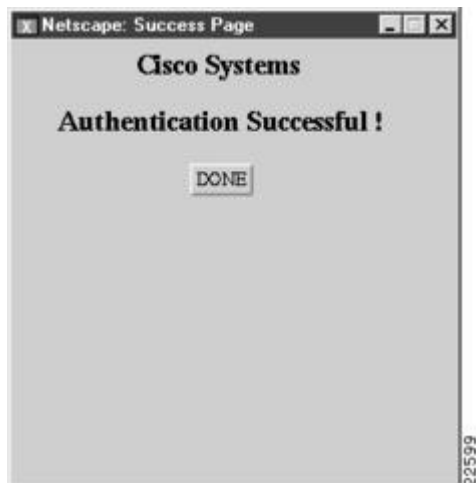 Netscape: Success Page
Cisco Systems
Authentication Successful !
DONE
22599